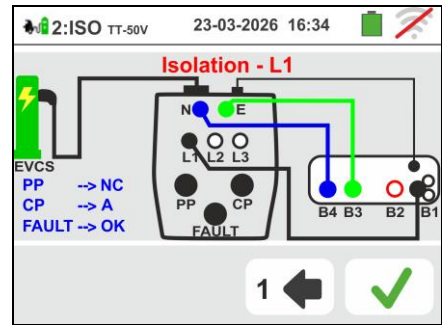 2:ISO TT-50V 23-03-2026 16:34
Isolation - L1
N E
L1 L2 L3
EVCS
PP --> NC
CP --> A
FAULT --> OK
PP CP
FAULT
B4 B3 B2 B1
1